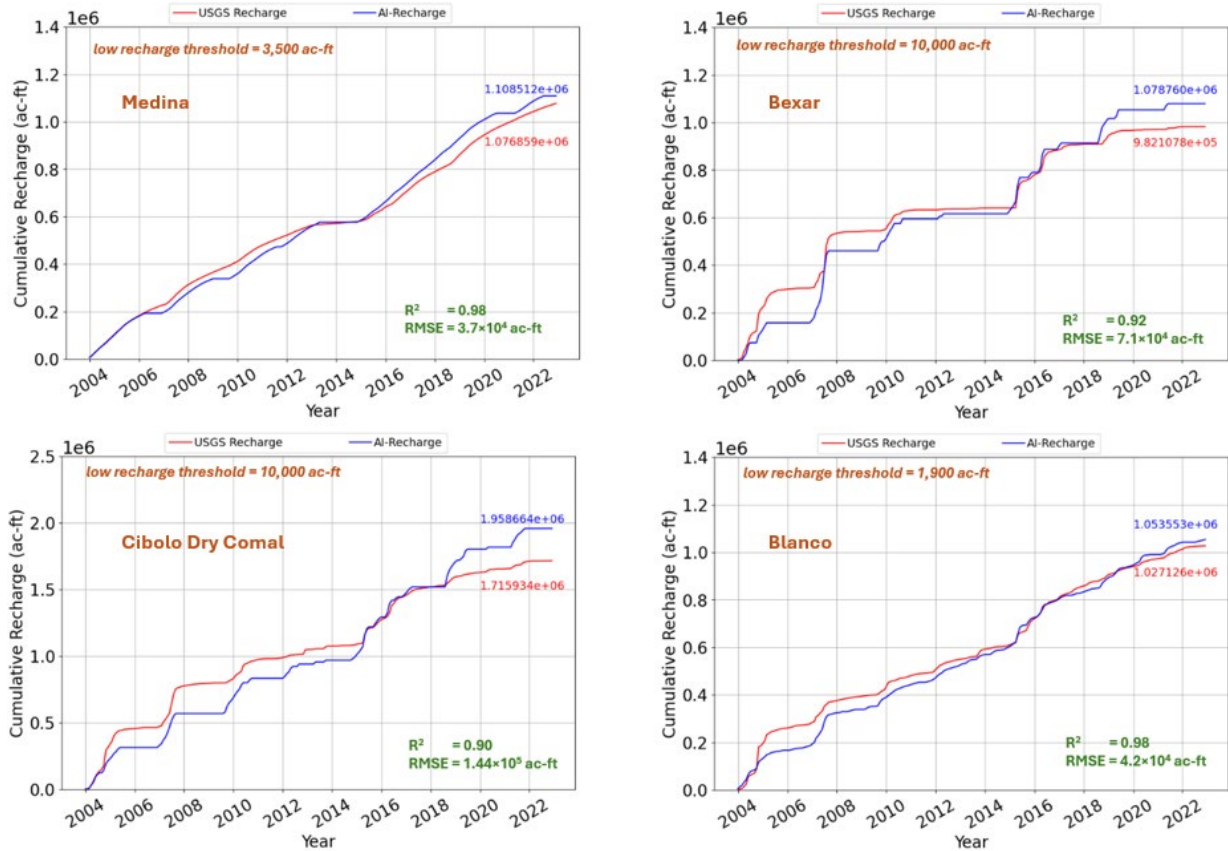 USGS Recharge AI-Recharge
1e6
low recharge threshold = 3,500 ac-ft
Medina
1.108512e+06
1.076859e+06
R² = 0.98
RMSE = 3.7×10⁴ ac-ft
Cumulative Recharge (ac-ft)
1.4
1.2
1.0
0.8
0.6
0.4
0.2
0.0
2004 2006 2008 2010 2012 2014 2016 2018 2020 2022
Year
USGS Recharge AI-Recharge
1e6
low recharge threshold = 10,000 ac-ft
Bexar
1.078760e+06
9.821078e+05
R² = 0.92
RMSE = 7.1×10⁴ ac-ft
Cumulative Recharge (ac-ft)
1.4
1.2
1.0
0.8
0.6
0.4
0.2
0.0
2004 2006 2008 2010 2012 2014 2016 2018 2020 2022
Year
USGS Recharge AI-Recharge
1e6
low recharge threshold = 10,000 ac-ft
Cibolo Dry Comal
1.958664e+06
1.715934e+06
R² = 0.90
RMSE = 1.44×10⁵ ac-ft
Cumulative Recharge (ac-ft)
2.5
2.0
1.5
1.0
0.5
0.0
2004 2006 2008 2010 2012 2014 2016 2018 2020 2022
Year
USGS Recharge AI-Recharge
1e6
low recharge threshold = 1,900 ac-ft
Blanco
1.053553e+06
1.027126e+06
R² = 0.98
RMSE = 4.2×10⁴ ac-ft
Cumulative Recharge (ac-ft)
1.4
1.2
1.0
0.8
0.6
0.4
0.2
0.0
2004 2006 2008 2010 2012 2014 2016 2018 2020 2022
Year